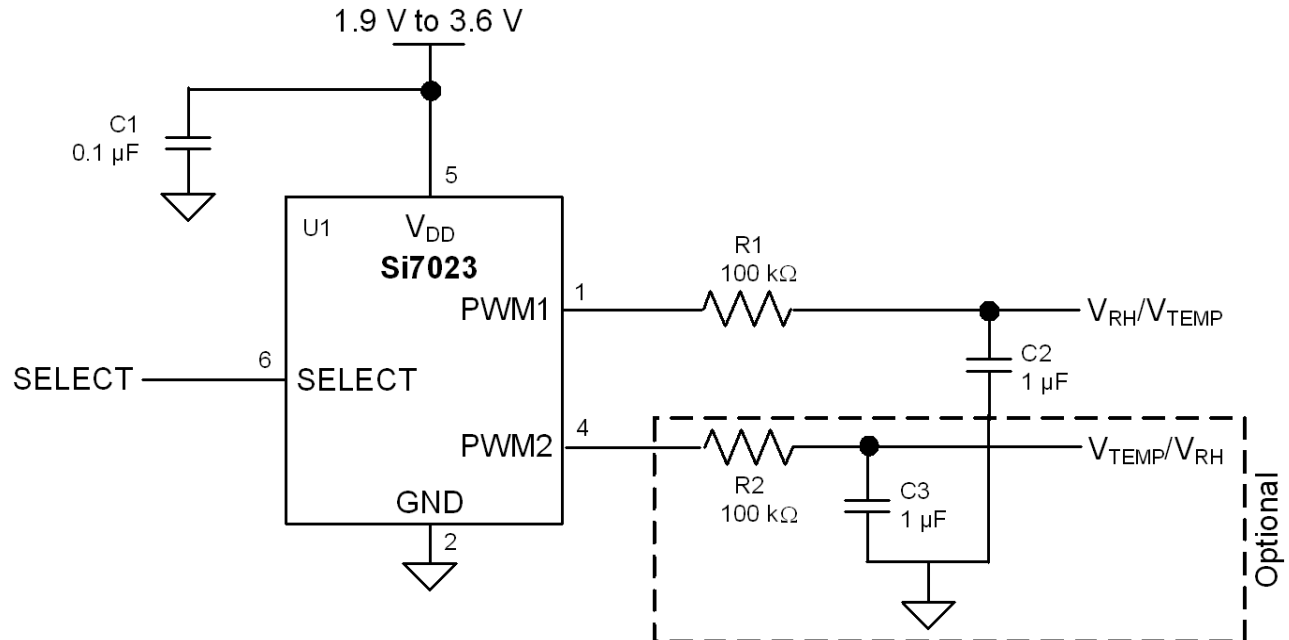 1.9 V to 3.6 V
C1
0.1 µF
5
U1
VDD
Si7023
PWM1
1
R1
100 kΩ
VRH/VTEMP
C2
1 µF
SELECT
6
SELECT
PWM2
4
R2
100 kΩ
VTEMP/VRH
C3
1 µF
GND
2
Optional